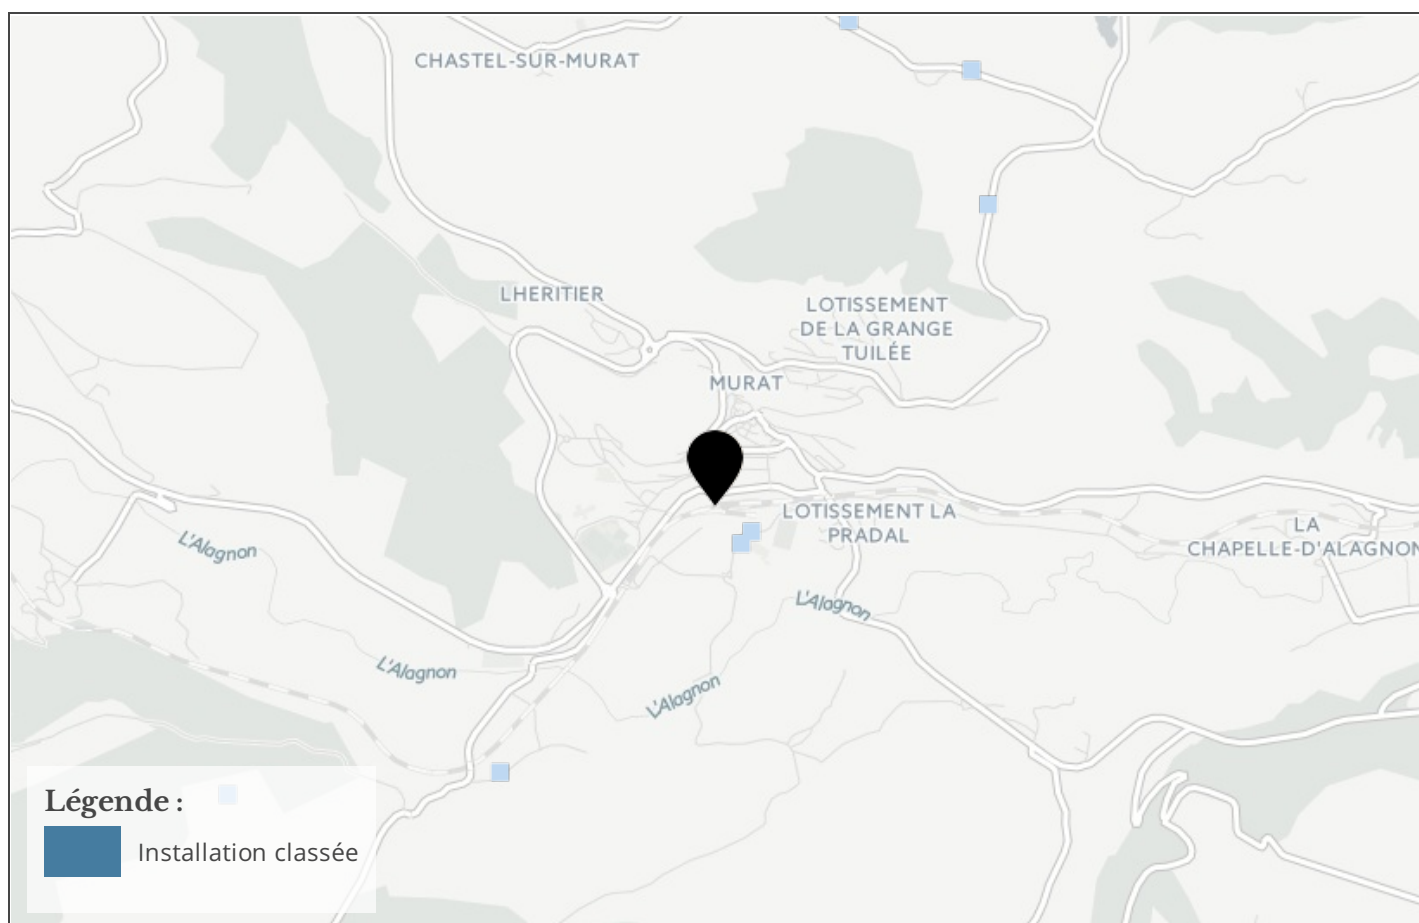 CHASTEL-SUR-MURAT
LHERITIER
LOTISSEMENT
DE LA GRANGE
TUILÉE
MURAT
LOTISSEMENT LA
PRADAL
LA
CHAPELLE-D'ALAGNON
L'Alagnon
L'Alagnon
L'Alagnon
L'Alagnon
Légende :
Installation classée